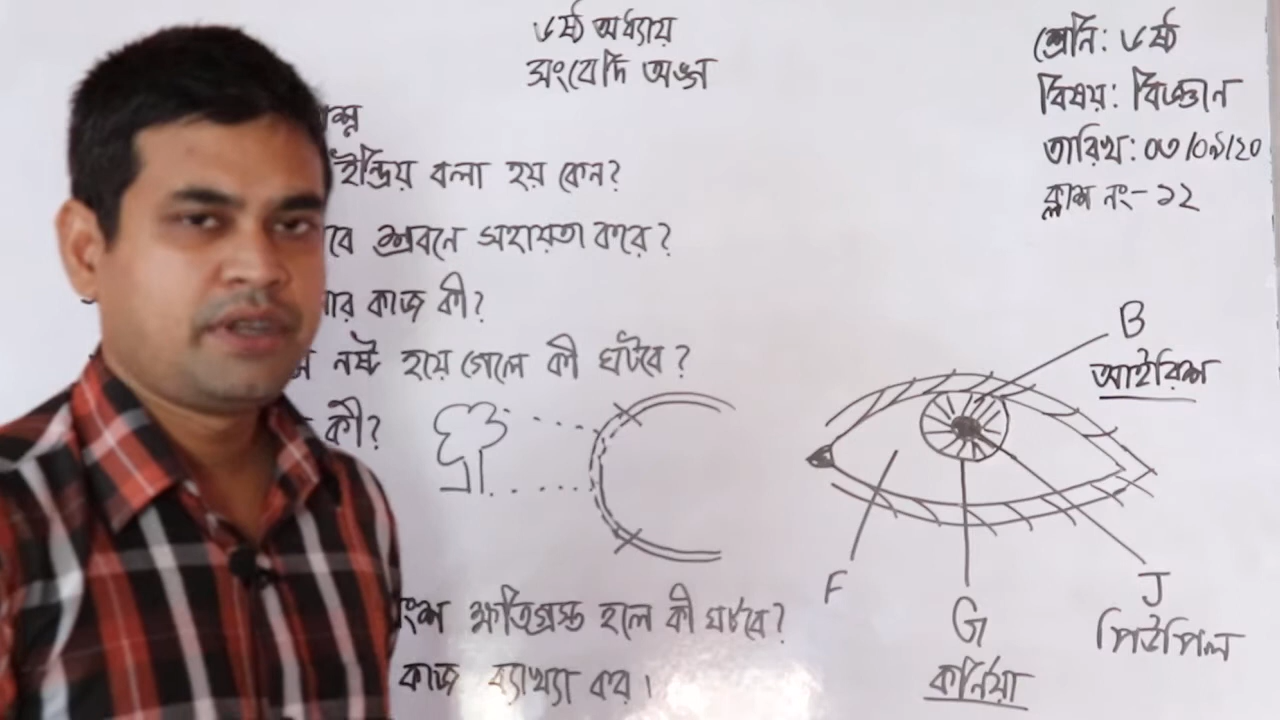 ৬ষ্ঠ অধ্যায়
সংবেদি অঙ্গ
শ্রেনি: ৬ষ্ঠ
বিষয়: বিজ্ঞান
তারিখ: ০৩/০৯/২০
ক্লাশ নং-১২
ইন্দ্রিয় বলা হয় কেন?
বে শ্রবনে সহায়তা করে?
ার কাজ কী?
নষ্ট হয়ে গেলে কী ঘটবে?
কী?
B
আইরিশ
F
G
কর্নিয়া
J
পিউপিল
ংশ ক্ষতিগ্রস্ত হলে কী ঘটবে?
কাজ ব্যাখ্যা কর।